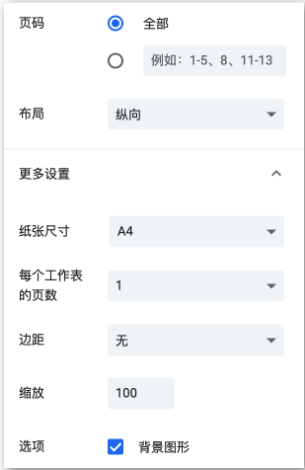 页码
全部
例如：1-5、8、11-13
布局
纵向
更多设置
纸张尺寸
A4
每个工作表
的页数
1
边距
无
缩放
100
选项
背景图形